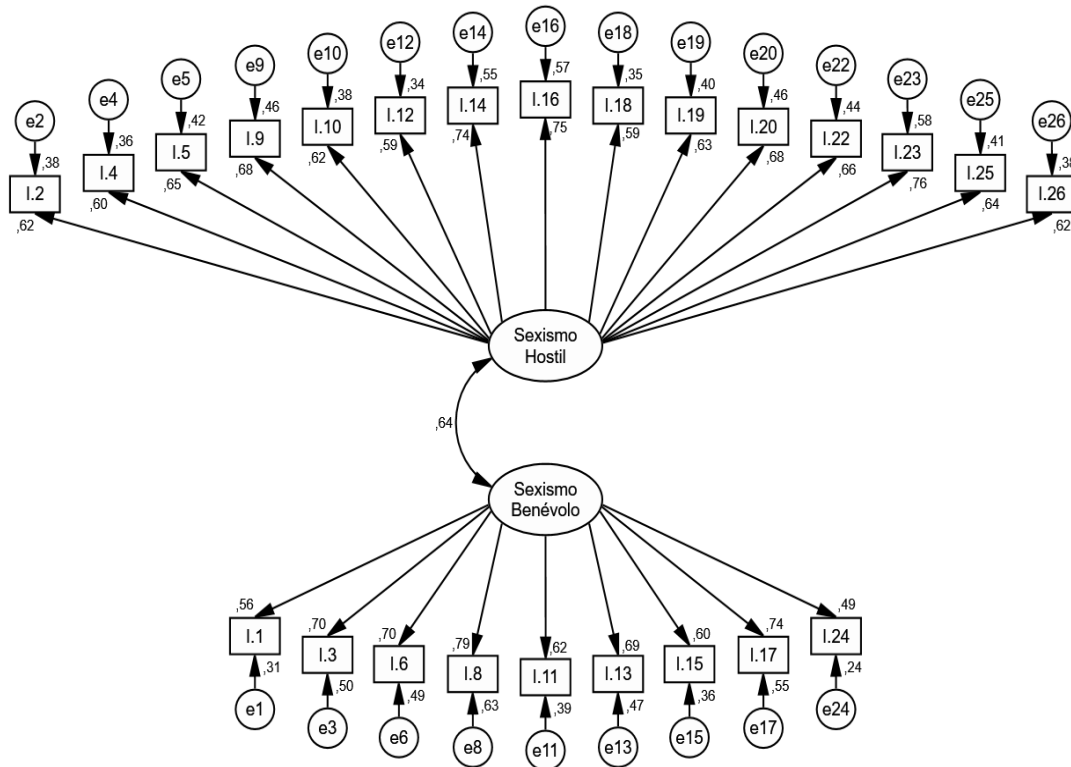 e2
e4
e5
e9
e10
e12
e14
e16
e18
e19
e20
e22
e23
e25
e26
,38
,36
,42
,46
,38
,34
,55
,57
,35
,40
,46
,44
,58
,41
,38
I.2
I.4
I.5
I.9
I.10
I.12
I.14
I.16
I.18
I.19
I.20
I.22
I.23
I.25
I.26
,62
,60
,65
,68
,62
,59
,74
,75
,59
,63
,68
,66
,76
,64
,62
Sexismo
Hostil
,64
Sexismo
Benévolo
,56
,70
,70
,79
,62
,69
,60
,74
,49
I.1
I.3
I.6
I.8
I.11
I.13
I.15
I.17
I.24
,31
,50
,49
,63
,39
,47
,36
,55
,24
e1
e3
e6
e8
e11
e13
e15
e17
e24